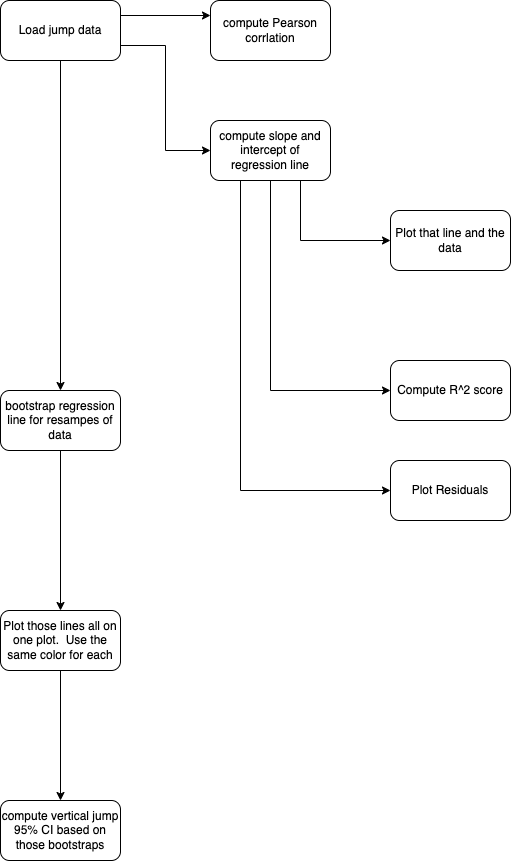 Load jump data
compute Pearson
corrlation
compute slope and
intercept of
regression line
Plot that line and the
data
Compute R^2 score
bootstrap regression
line for resampes of
data
Plot Residuals
Plot those lines all on
one plot.  Use the
same color for each
compute vertical jump
95% CI based on
those bootstraps